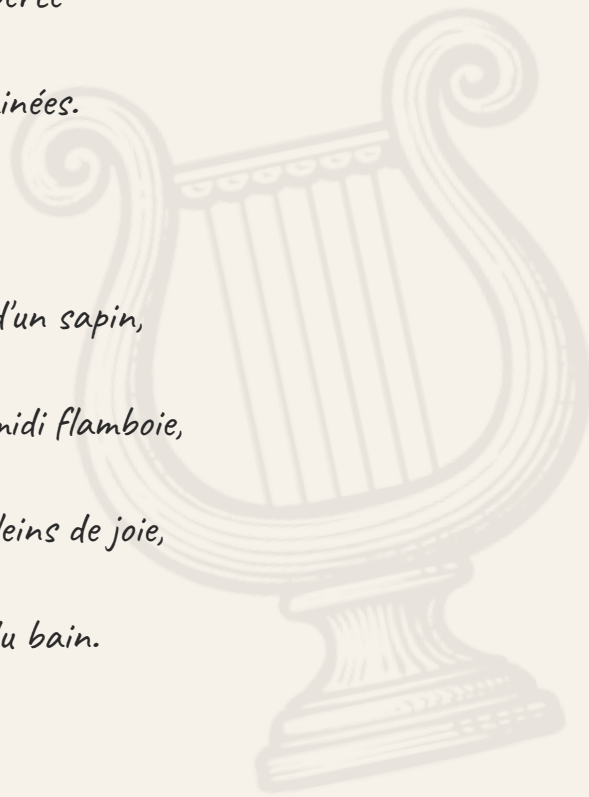 inées.
d'un sapin,
midi flamboie,
leins de joie,
u bain.